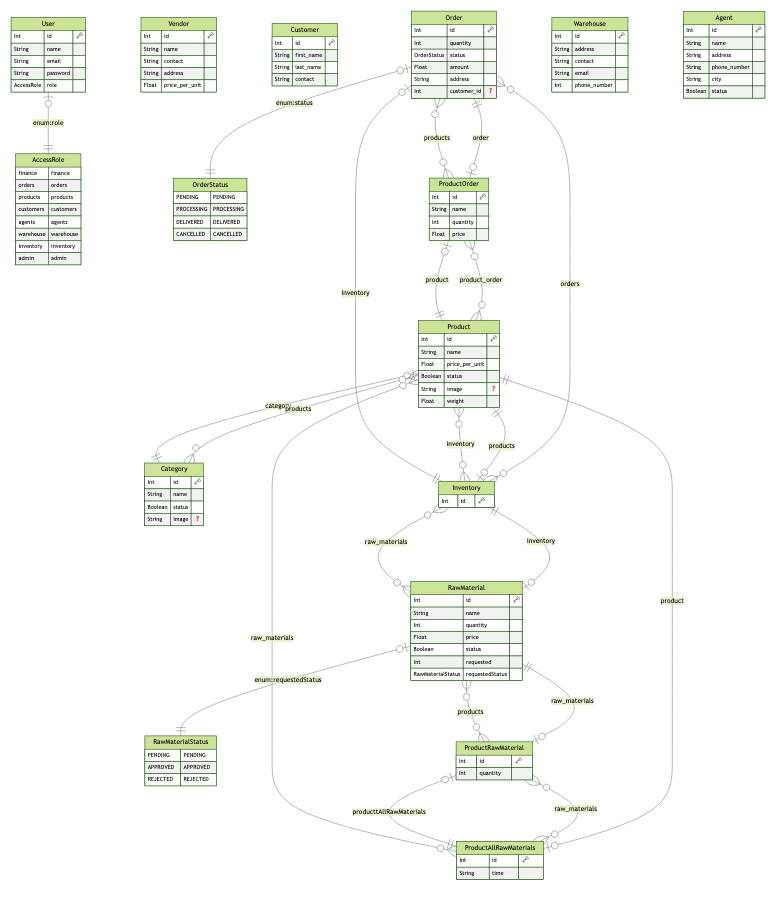 User
Int id
String name
String email
String password
AccessRole role
Vendor
Int id
String name
String contact
String address
Float price_per_unit
Customer
Int id
String first_name
String last_name
String contact
Order
Int id
Int quantity
OrderStatus status
Float amount
String address
Int customer_id ?
Warehouse
Int id
String address
String contact
String email
Int phone_number
Agent
Int id
String name
String address
String phone_number
String city
Boolean status
enum:status
enum:role
products
order
AccessRole
finance finance
orders orders
products products
customers customers
agents agents
warehouse warehouse
inventory inventory
admin admin
OrderStatus
PENDING PENDING
PROCESSING PROCESSING
DELIVERED DELIVERED
CANCELLED CANCELLED
ProductOrder
Int id
String name
Int quantity
Float price
Inventory
product
product_order
orders
Product
Int id
String name
Float price_per_unit
Boolean status
String image ?
Float weight
category
products
Inventory
products
Category
Int id
String name
Boolean status
String image ?
Inventory
Int id
raw_materials
Inventory
RawMaterial
Int id
String name
Int quantity
Float price
Boolean status
Int requested
RawMaterialStatus requestedStatus
product
raw_materials
enum:requestedStatus
products
raw_materials
RawMaterialStatus
PENDING PENDING
APPROVED APPROVED
REJECTED REJECTED
ProductRawMaterial
Int id
Int quantity
producttAllRawMaterials
raw_materials
ProductAllRawMaterials
Int id
String time